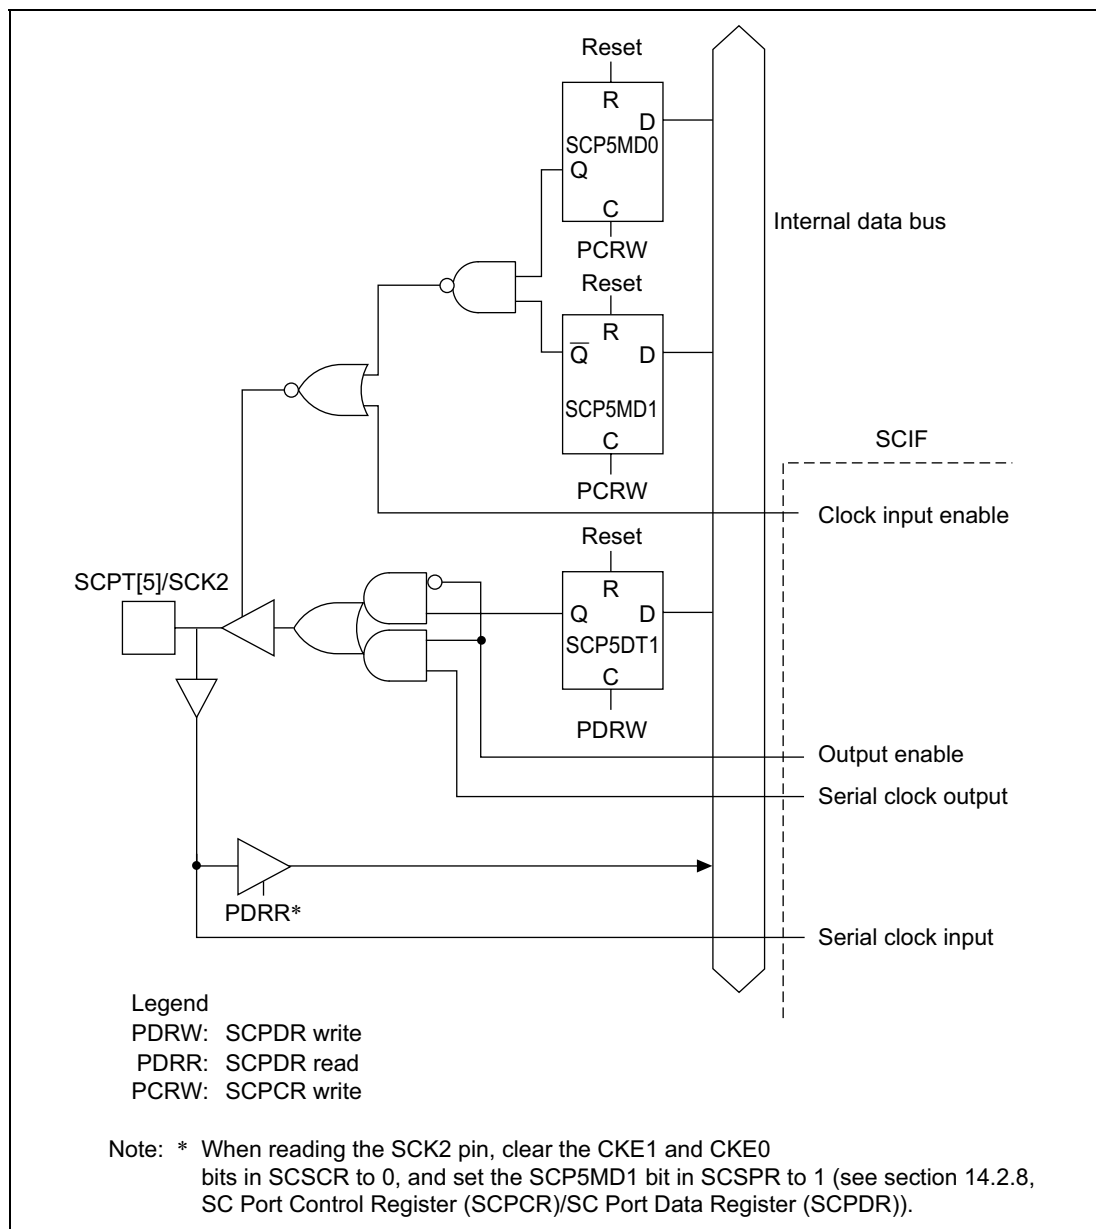 Reset
R
D
SCP5MD0
Q
C
PCRW
Internal data bus
Reset
R
Q̅ D
SCP5MD1
C
PCRW
SCIF
Clock input enable
Reset
SCPT[5]/SCK2
R
Q D
SCP5DT1
C
PDRW
Output enable
Serial clock output
PDRR*
Serial clock input
Legend
PDRW: SCPDR write
PDRR: SCPDR read
PCRW: SCPCR write
Note: * When reading the SCK2 pin, clear the CKE1 and CKE0
bits in SCSCR to 0, and set the SCP5MD1 bit in SCSPR to 1 (see section 14.2.8,
SC Port Control Register (SCPCR)/SC Port Data Register (SCPDR)).